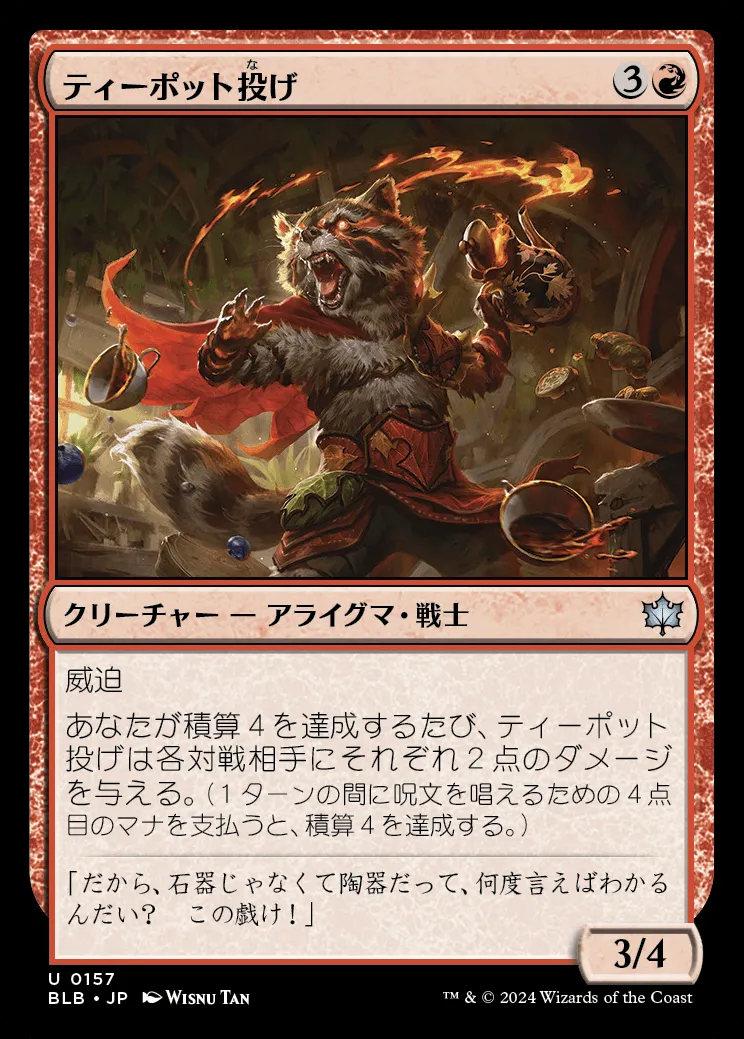 ティーポット投げ 3
な
クリーチャー — アライグマ・戦士
威迫
あなたが積算4を達成するたび、ティーポット
投げは各対戦相手にそれぞれ2点のダメージ
を与える。(1ターンの間に呪文を唱えるための4点
目のマナを支払うと、積算4を達成する。)
「だから、石器じゃなくて陶器だって、何度言えばわかる
んだい? この戯け!」
3/4
U 0157
BLB • JP WISNU TAN
™ & © 2024 Wizards of the Coast